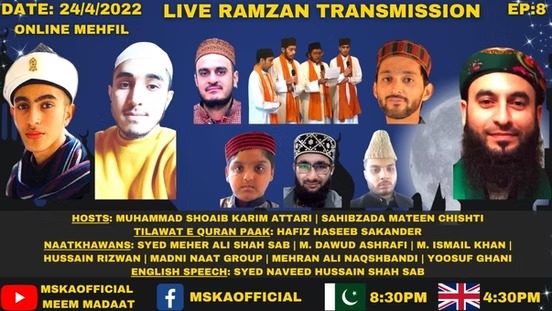 DATE: 24/4/2022
LIVE RAMZAN TRANSMISSION
EP:8
ONLINE MEHFIL
HOSTS: MUHAMMAD SHOAIB KARIM ATTARI | SAHIBZADA MATEEN CHISHTI
TILAWAT E QURAN PAAK: HAFIZ HASEEB SAKANDER
NAATKHAWANS: SYED MEHER ALI SHAH SAB | M. DAWUD ASHRAFI | M. ISMAIL KHAN |
HUSSAIN RIZWAN | MADNI NAAT GROUP | MEHRAN ALI NAQSHBANDI | YOOSUF GHANI
ENGLISH SPEECH: SYED NAVEED HUSSAIN SHAH SAB
MSKAOFFICIAL
MEEM MADAAT
MSKAOFFICIAL
8:30PM
4:30PM